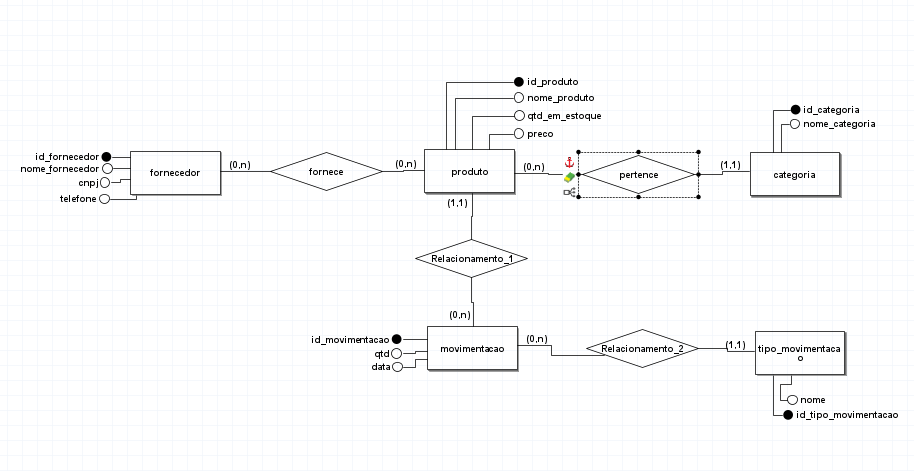 id_produto
nome_produto
qtd_em_estoque
preco
id_categoria
nome_categoria
id_fornecedor
nome_fornecedor
cnpj
telefone
fornecedor
(0,n)
fornece
(0,n)
produto
(0,n)
pertence
(1,1)
categoria
(1,1)
Relacionamento_1
(0,n)
id_movimentacao
qtd
data
movimentacao
(0,n)
Relacionamento_2
(1,1)
tipo_movimentaca
o
nome
id_tipo_movimentacao